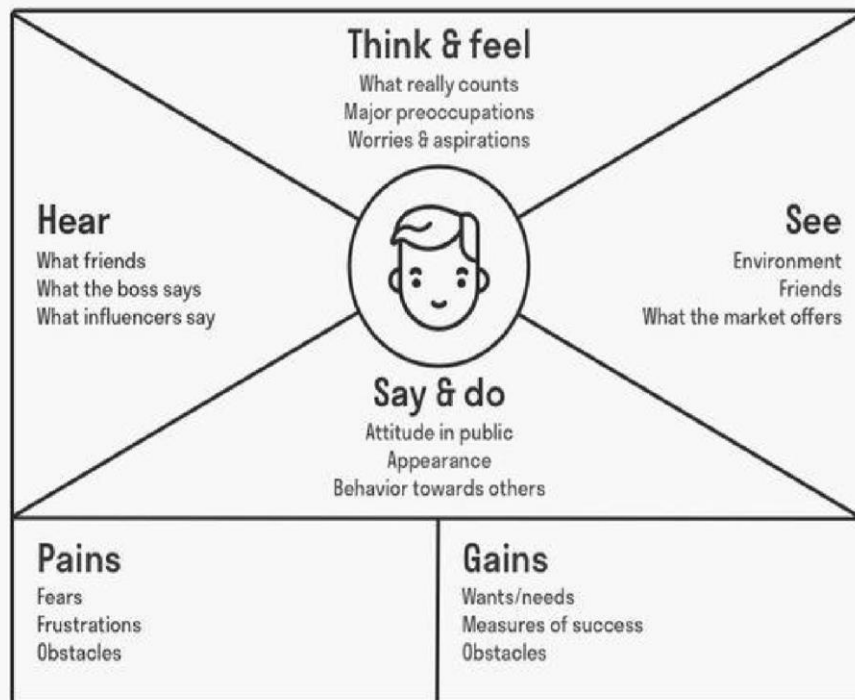 Think & feel
What really counts
Major preoccupations
Worries & aspirations
Hear
What friends
What the boss says
What influencers say
See
Environment
Friends
What the market offers
Say & do
Attitude in public
Appearance
Behavior towards others
Pains
Fears
Frustrations
Obstacles
Gains
Wants/needs
Measures of success
Obstacles